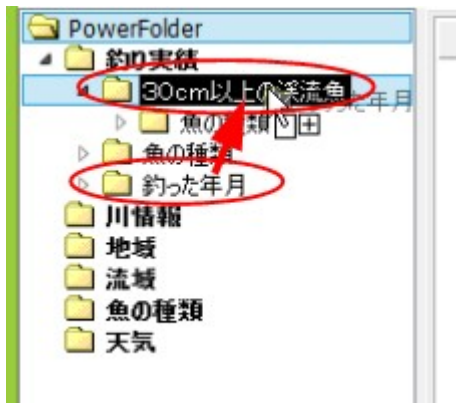 PowerFolder
釣り実績
30cm以上の渓流魚
った年月
魚の種類
魚の種類
釣った年月
川情報
地域
流域
魚の種類
天気